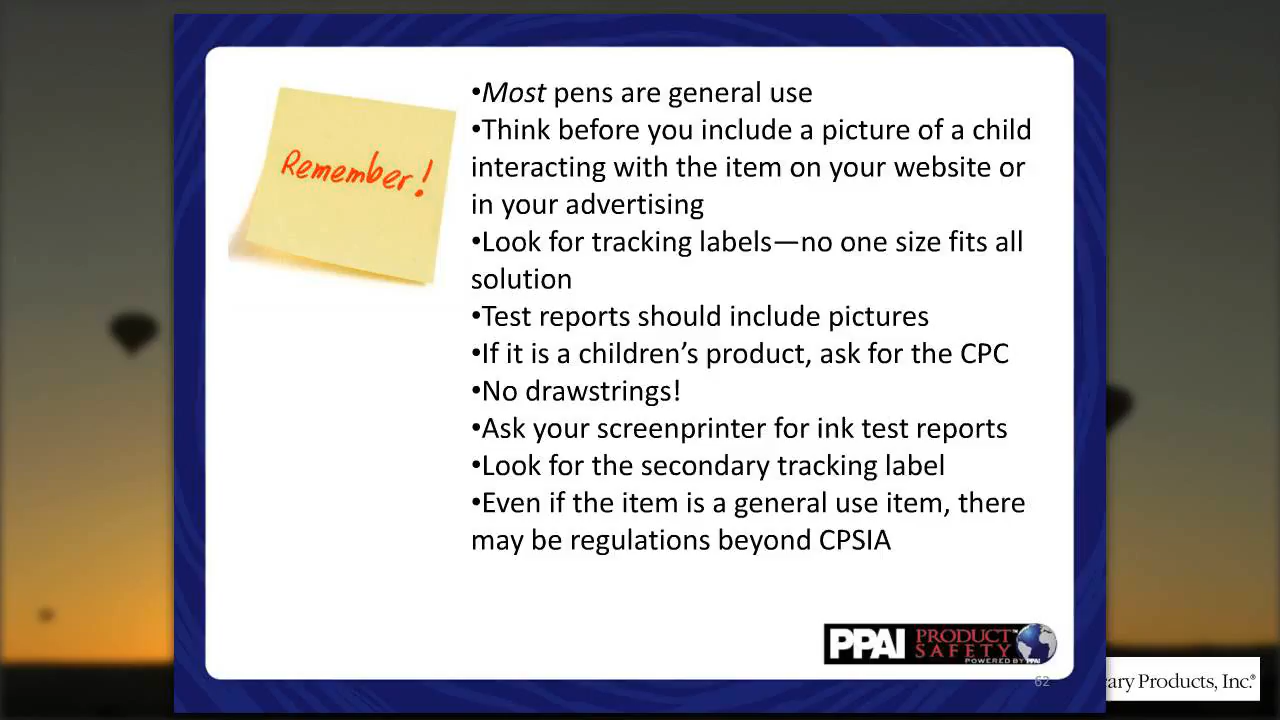 Remember!
•Most pens are general use
•Think before you include a picture of a child
interacting with the item on your website or
in your advertising
•Look for tracking labels—no one size fits all
solution
•Test reports should include pictures
•If it is a children’s product, ask for the CPC
•No drawstrings!
•Ask your screenprinter for ink test reports
•Look for the secondary tracking label
•Even if the item is a general use item, there
may be regulations beyond CPSIA
PPAI PRODUCT™
SAFETY
POWERED BY PPAI
62
Products, Inc.®